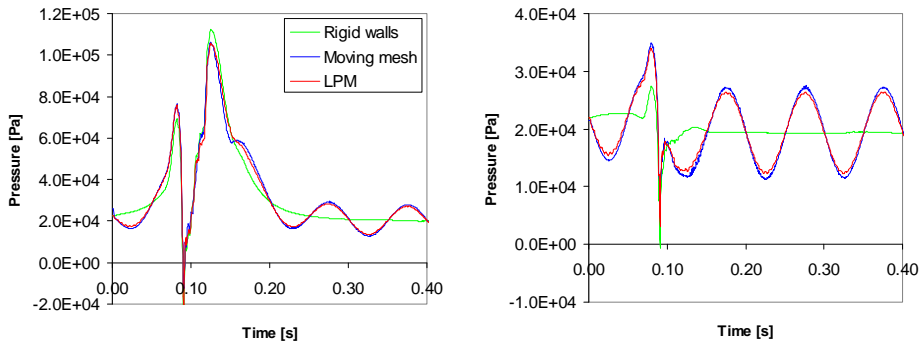 1.2E+05
1.0E+05
8.0E+04
6.0E+04
4.0E+04
2.0E+04
0.0E+00
-2.0E+04
Pressure [Pa]
0.00 0.10 0.20 0.30 0.40
Time [s]
Rigid walls
Moving mesh
LPM
4.0E+04
3.0E+04
2.0E+04
1.0E+04
0.0E+00
-1.0E+04
Pressure [Pa]
0.00 0.10 0.20 0.30 0.40
Time [s]